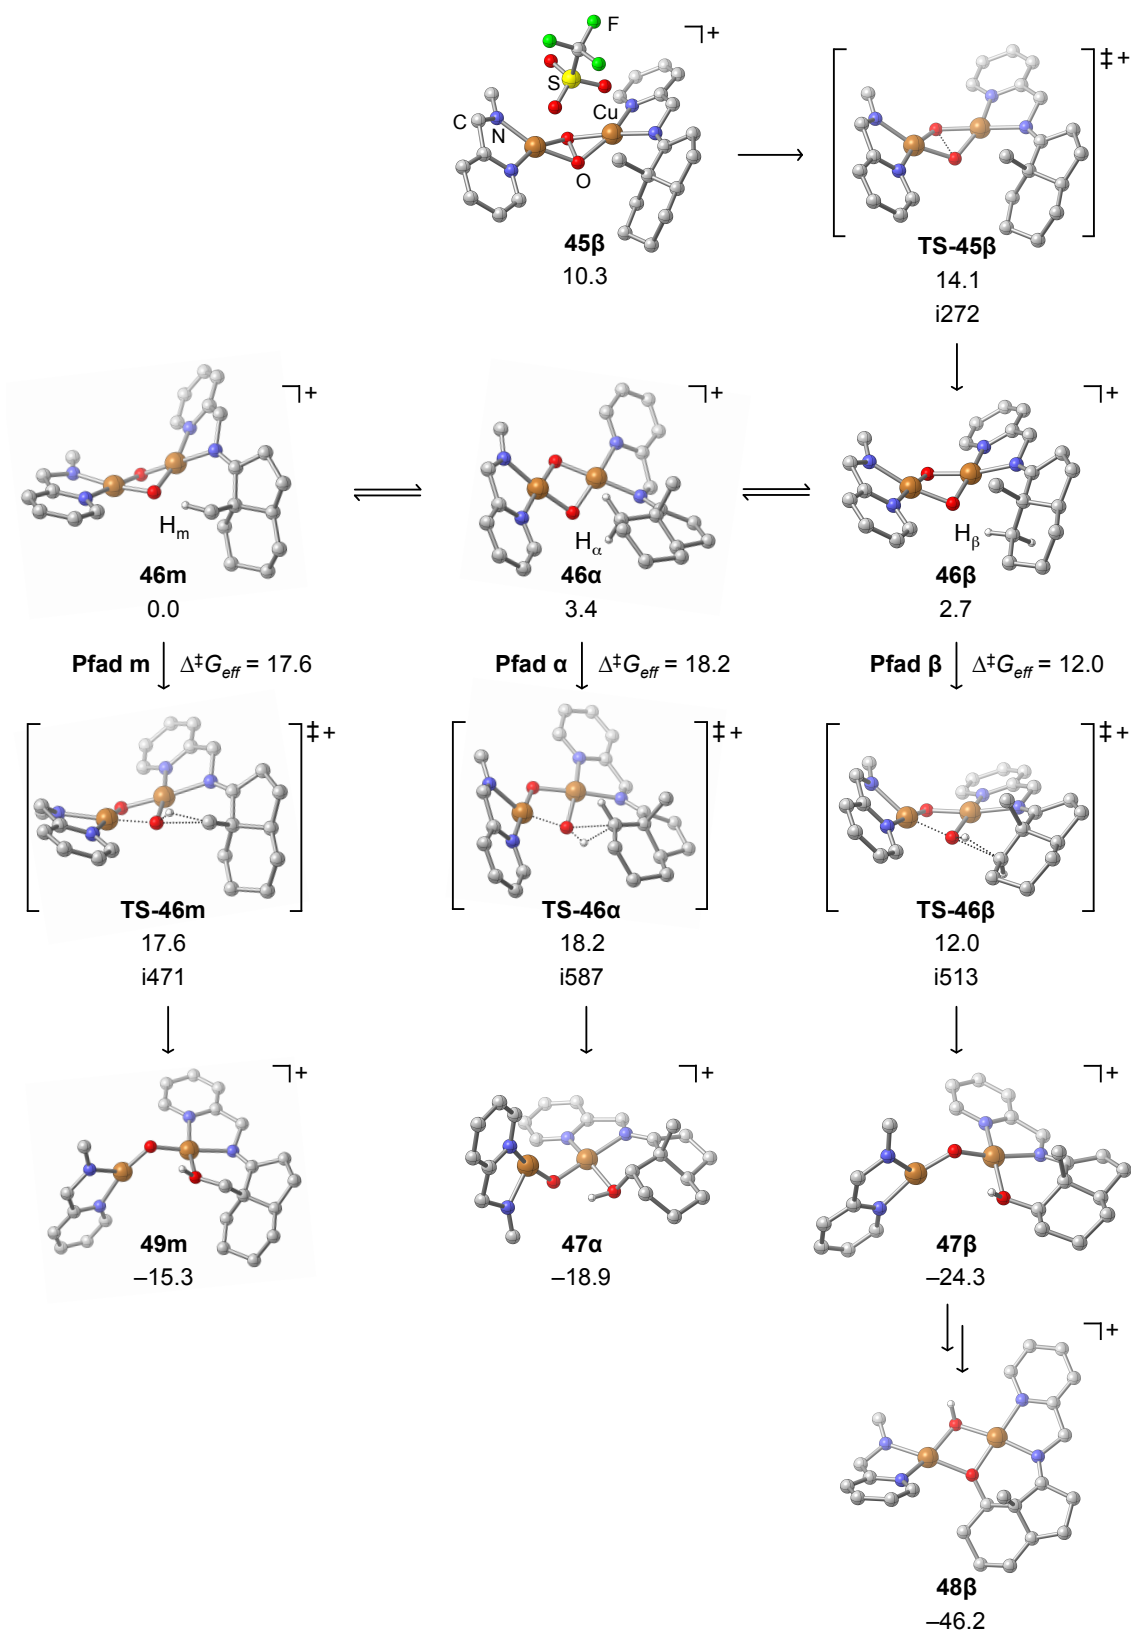 F
S
Cu
C
N
O
⌝+
‡+
45β
10.3
TS-45β
14.1
i272
⌝+
⌝+
⌝+
Hm
Hα
Hβ
46m
0.0
46α
3.4
46β
2.7
Pfad m
Δ‡Geff = 17.6
Pfad α
Δ‡Geff = 18.2
Pfad β
Δ‡Geff = 12.0
‡+
‡+
‡+
TS-46m
17.6
i471
TS-46α
18.2
i587
TS-46β
12.0
i513
⌝+
⌝+
⌝+
49m
–15.3
47α
–18.9
47β
–24.3
⌝+
48β
–46.2